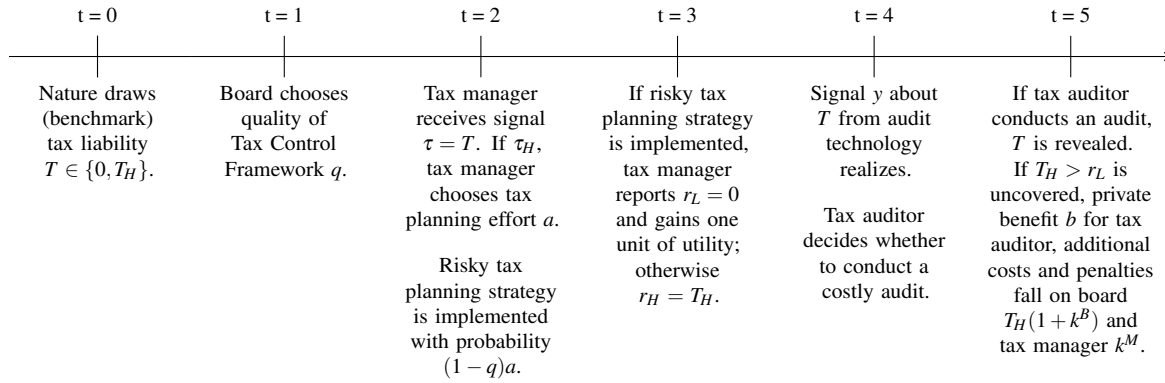 t = 0
Nature draws
(benchmark)
tax liability
T ∈ {0, T_H}.
t = 1
Board chooses
quality of
Tax Control
Framework q.
t = 2
Tax manager
receives signal
τ = T. If τ_H,
tax manager
chooses tax
planning effort a.
Risky tax
planning strategy
is implemented
with probability
(1 − q)a.
t = 3
If risky tax
planning strategy
is implemented,
tax manager
reports r_L = 0
and gains one
unit of utility;
otherwise
r_H = T_H.
t = 4
Signal y about
T from audit
technology
realizes.
Tax auditor
decides whether
to conduct a
costly audit.
t = 5
If tax auditor
conducts an audit,
T is revealed.
If T_H > r_L is
uncovered, private
benefit b for tax
auditor, additional
costs and penalties
fall on board
T_H(1 + k^B) and
tax manager k^M.